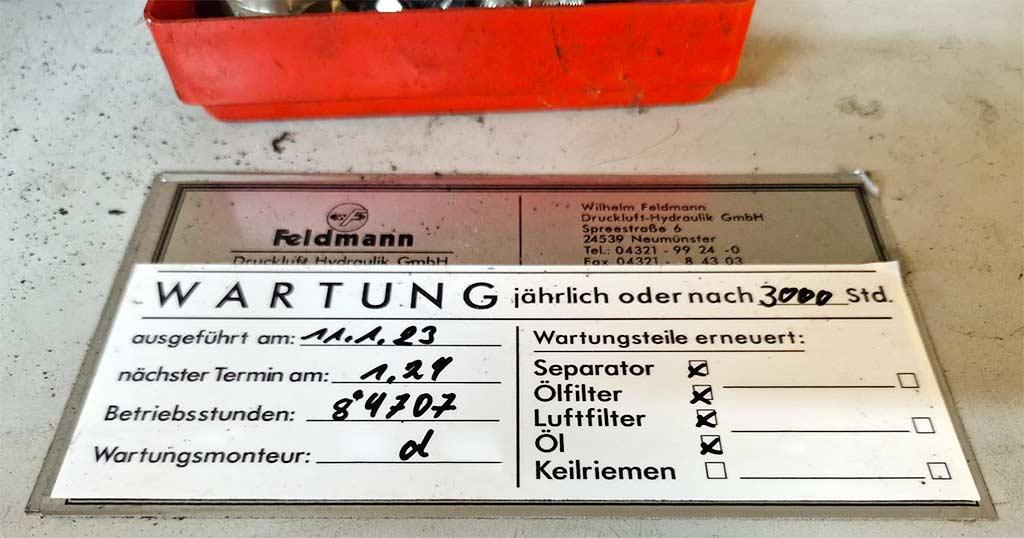 Feldmann
Druckluft-Hydraulik GmbH
Wilhelm Feldmann
Druckluft-Hydraulik GmbH
Spreestraße 6
24539 Neumünster
Tel.: 04321 - 99 24 -0
Fax 04321 - 8 43 03
WARTUNG jährlich oder nach 3000 Std.
ausgeführt am: 11.1.23
nächster Termin am: 1.24
Betriebsstunden: 84707
Wartungsmonteur: d
Wartungsteile erneuert:
Separator
Ölfilter
Luftfilter
Öl
Keilriemen